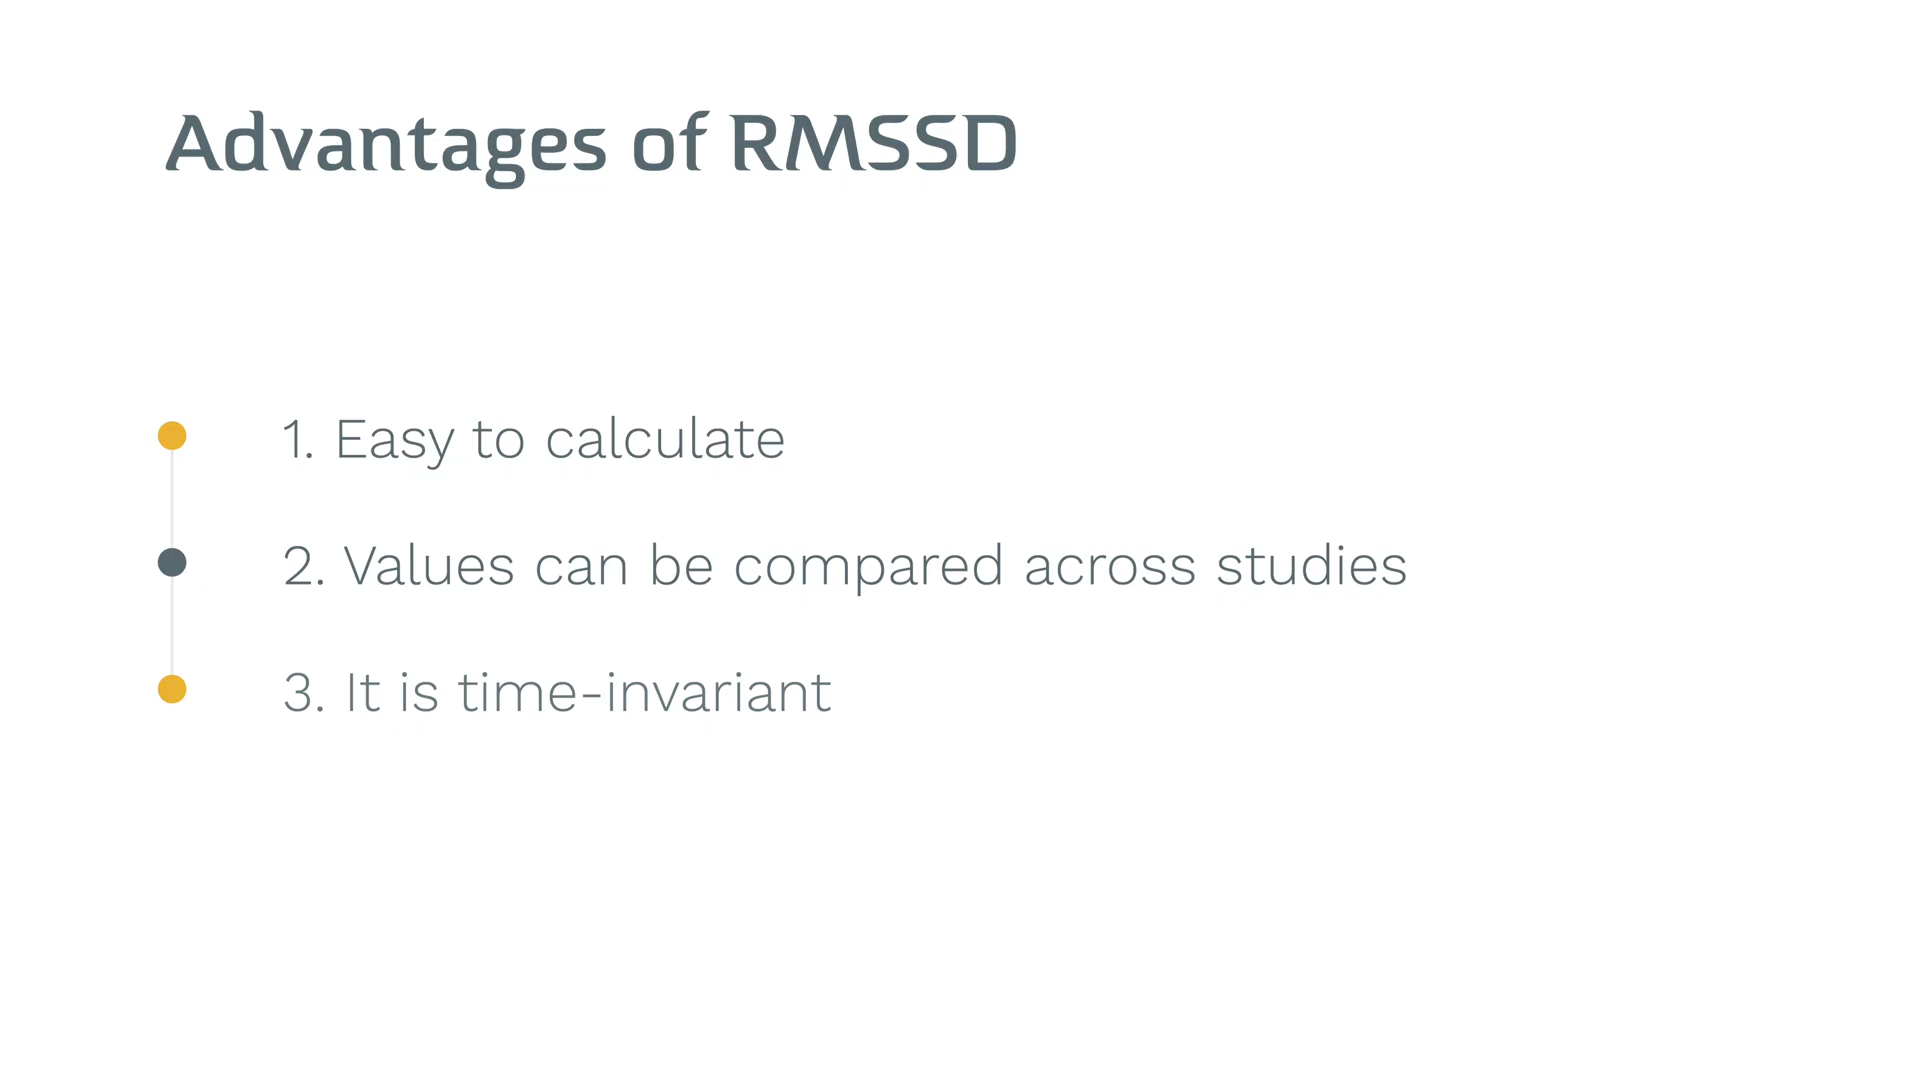 Advantages of RMSSD
1. Easy to calculate
2. Values can be compared across studies
3. It is time-invariant